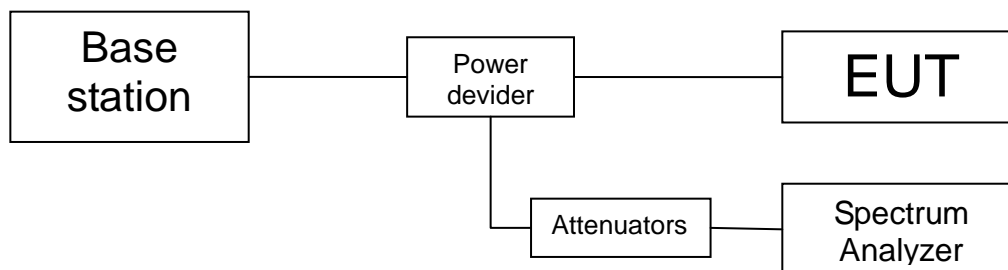 Base
station
Power
devider
EUT
Attenuators
Spectrum
Analyzer